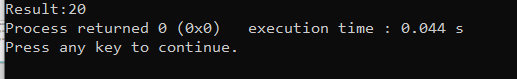 Result:20
Process returned 0 (0x0)   execution time : 0.044 s
Press any key to continue.